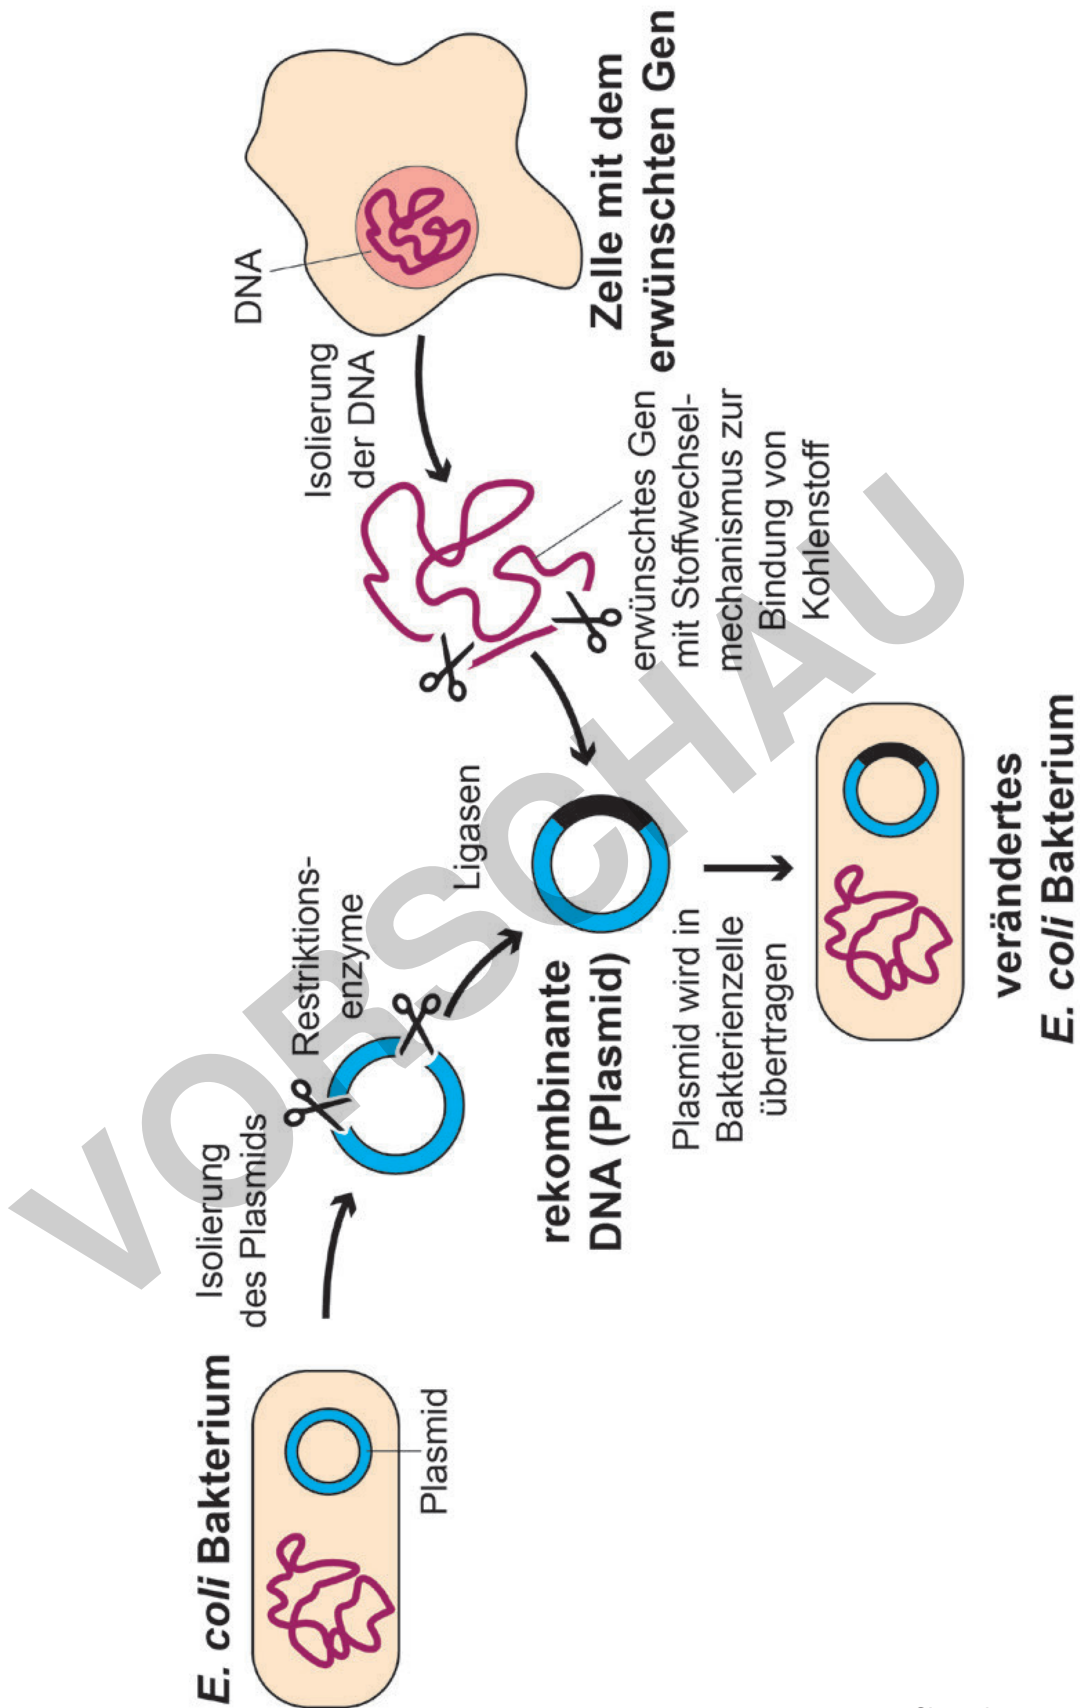 E. coli Bakterium
Plasmid
Isolierung
des Plasmids
Restriktions-
enzyme
Ligasen
rekombinante
DNA (Plasmid)
Plasmid wird in
Bakterienzelle
übertragen
verändertes
E. coli Bakterium
DNA
Isolierung
der DNA
Zelle mit dem
erwünschten Gen
erwünschtes Gen
mit Stoffwechsel-
mechanismus zur
Bindung von
Kohlenstoff
VORSCHAU